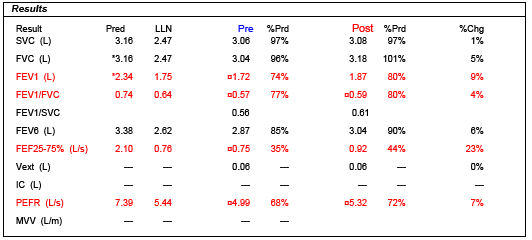 Results
Result Pred LLN Pre %Prd Post %Prd %Chg
SVC (L) 3.16 2.47 3.06 97% 3.08 97% 1%
FVC (L) *3.16 2.47 3.04 96% 3.18 101% 5%
FEV1 (L) *2.34 1.75 ¤1.72 74% 1.87 80% 9%
FEV1/FVC 0.74 0.64 ¤0.57 77% ¤0.59 80% 4%
FEV1/SVC 0.56 0.61
FEV6 (L) 3.38 2.62 2.87 85% 3.04 90% 6%
FEF25-75% (L/s) 2.10 0.76 ¤0.75 35% 0.92 44% 23%
Vext (L) --- --- 0.06 --- 0.06 --- 0%
IC (L) --- --- --- --- --- --- ---
PEFR (L/s) 7.39 5.44 ¤4.99 68% ¤5.32 72% 7%
MVV (L/m) --- --- --- ---